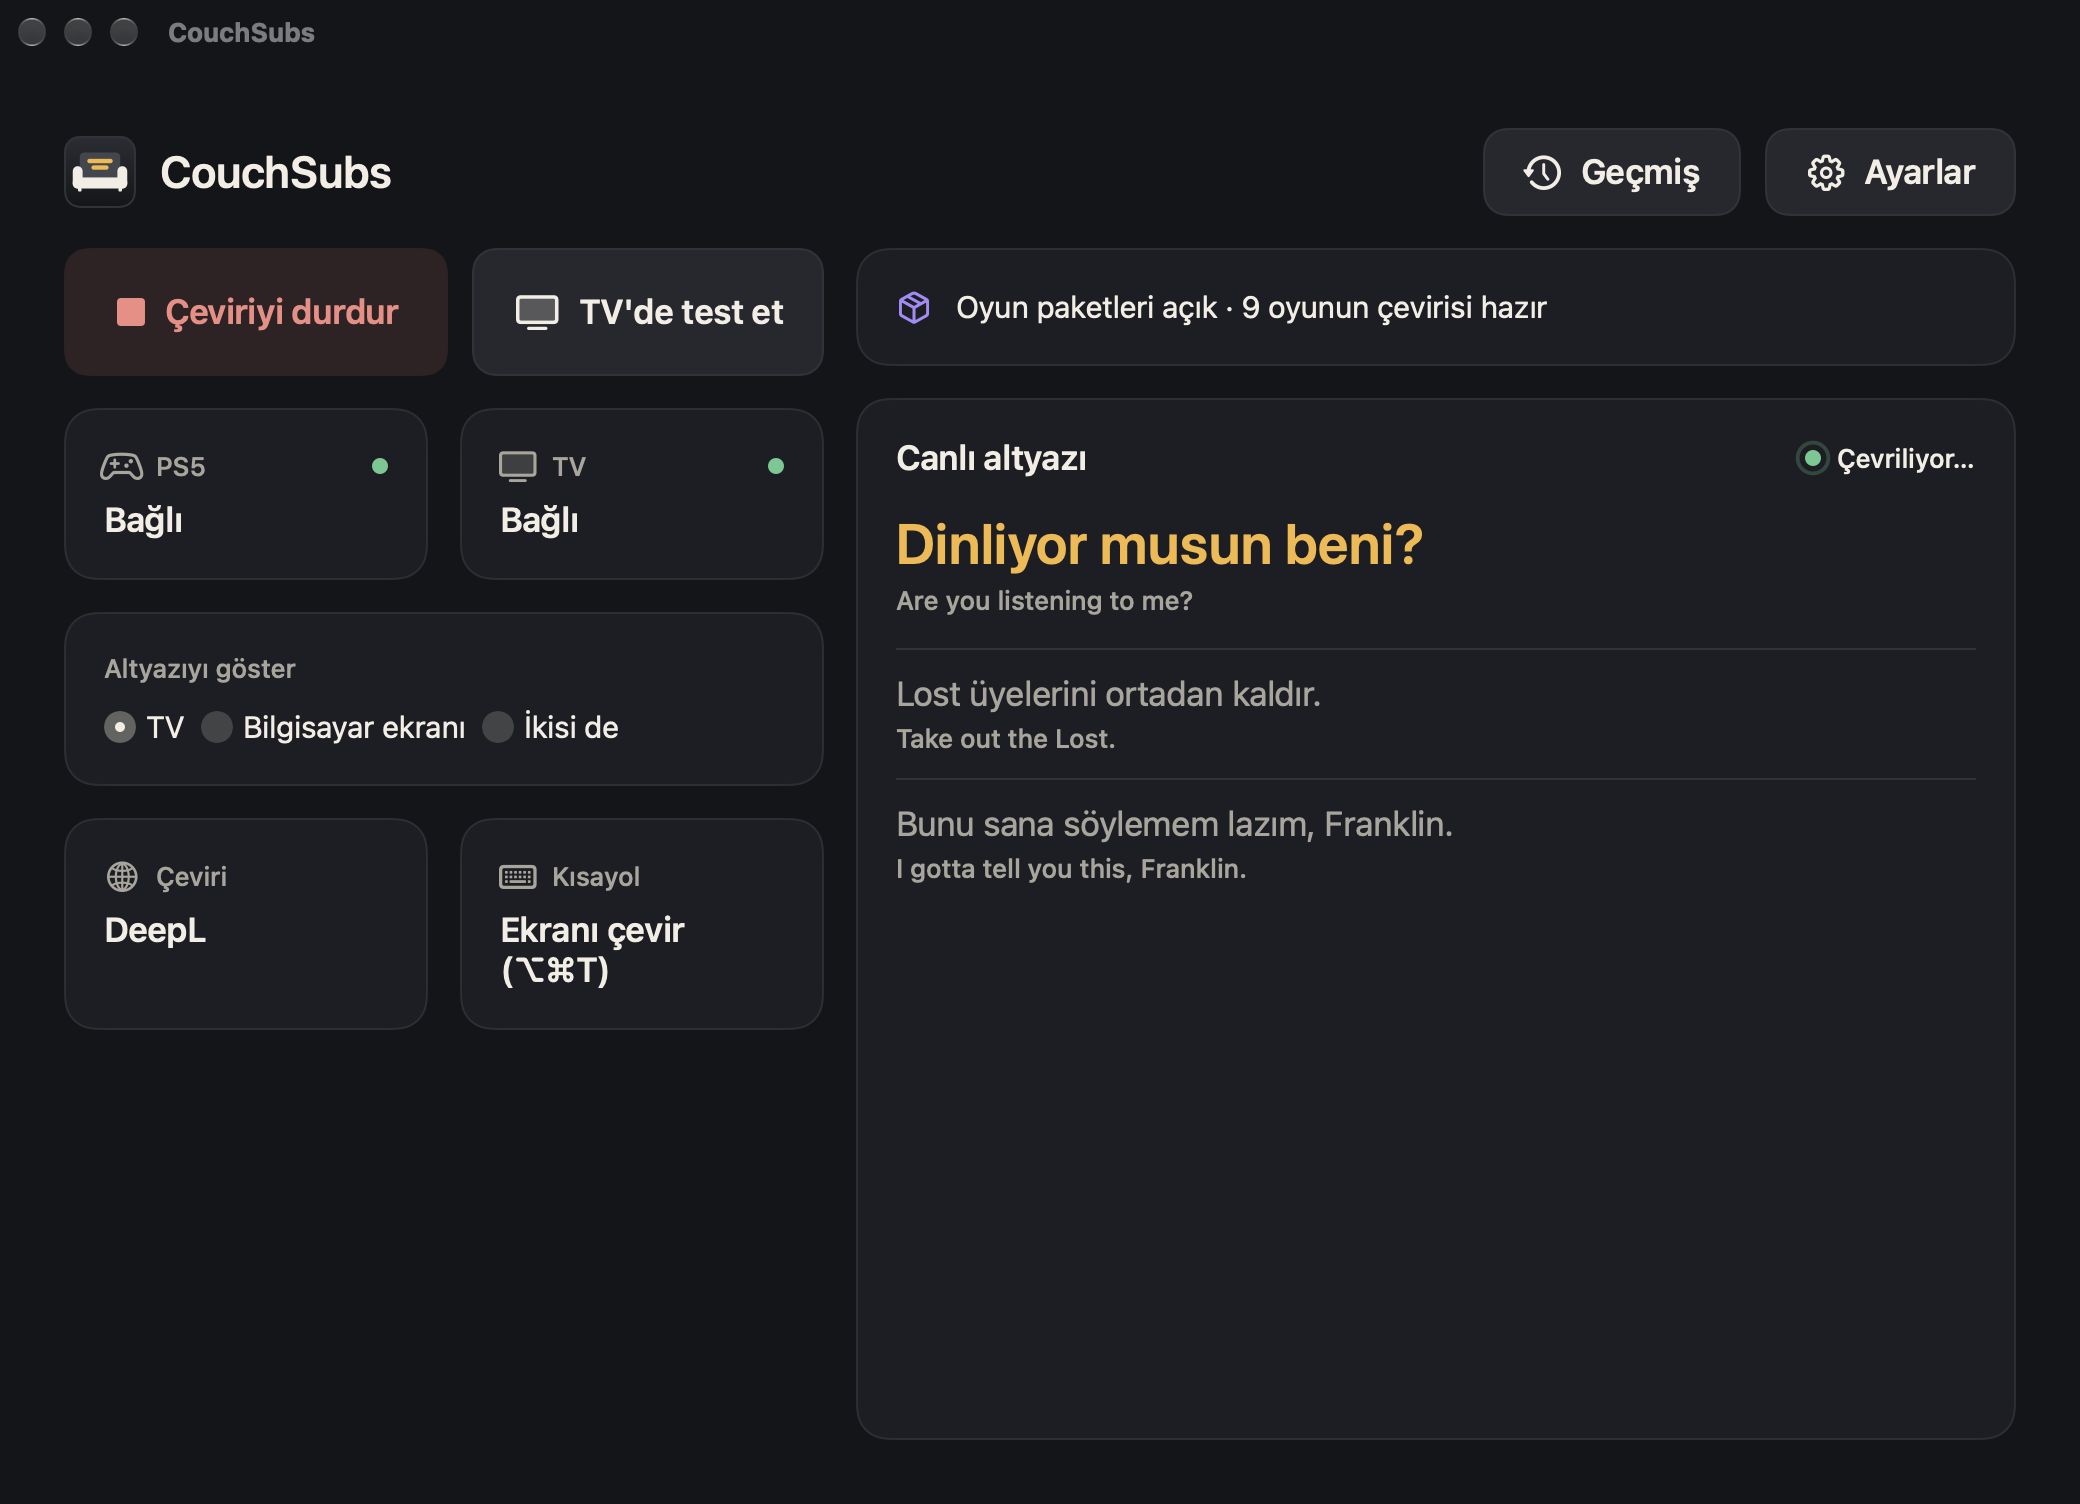 CouchSubs
CouchSubs
Geçmiş
Ayarlar
Çeviriyi durdur
TV'de test et
Oyun paketleri açık · 9 oyunun çevirisi hazır
PS5
Bağlı
TV
Bağlı
Altyazıyı göster
TV
Bilgisayar ekranı
İkisi de
Çeviri
DeepL
Kısayol
Ekranı çevir
(⌥⌘T)
Canlı altyazı
Çevriliyor...
Dinliyor musun beni?
Are you listening to me?
Lost üyelerini ortadan kaldır.
Take out the Lost.
Bunu sana söylemem lazım, Franklin.
I gotta tell you this, Franklin.